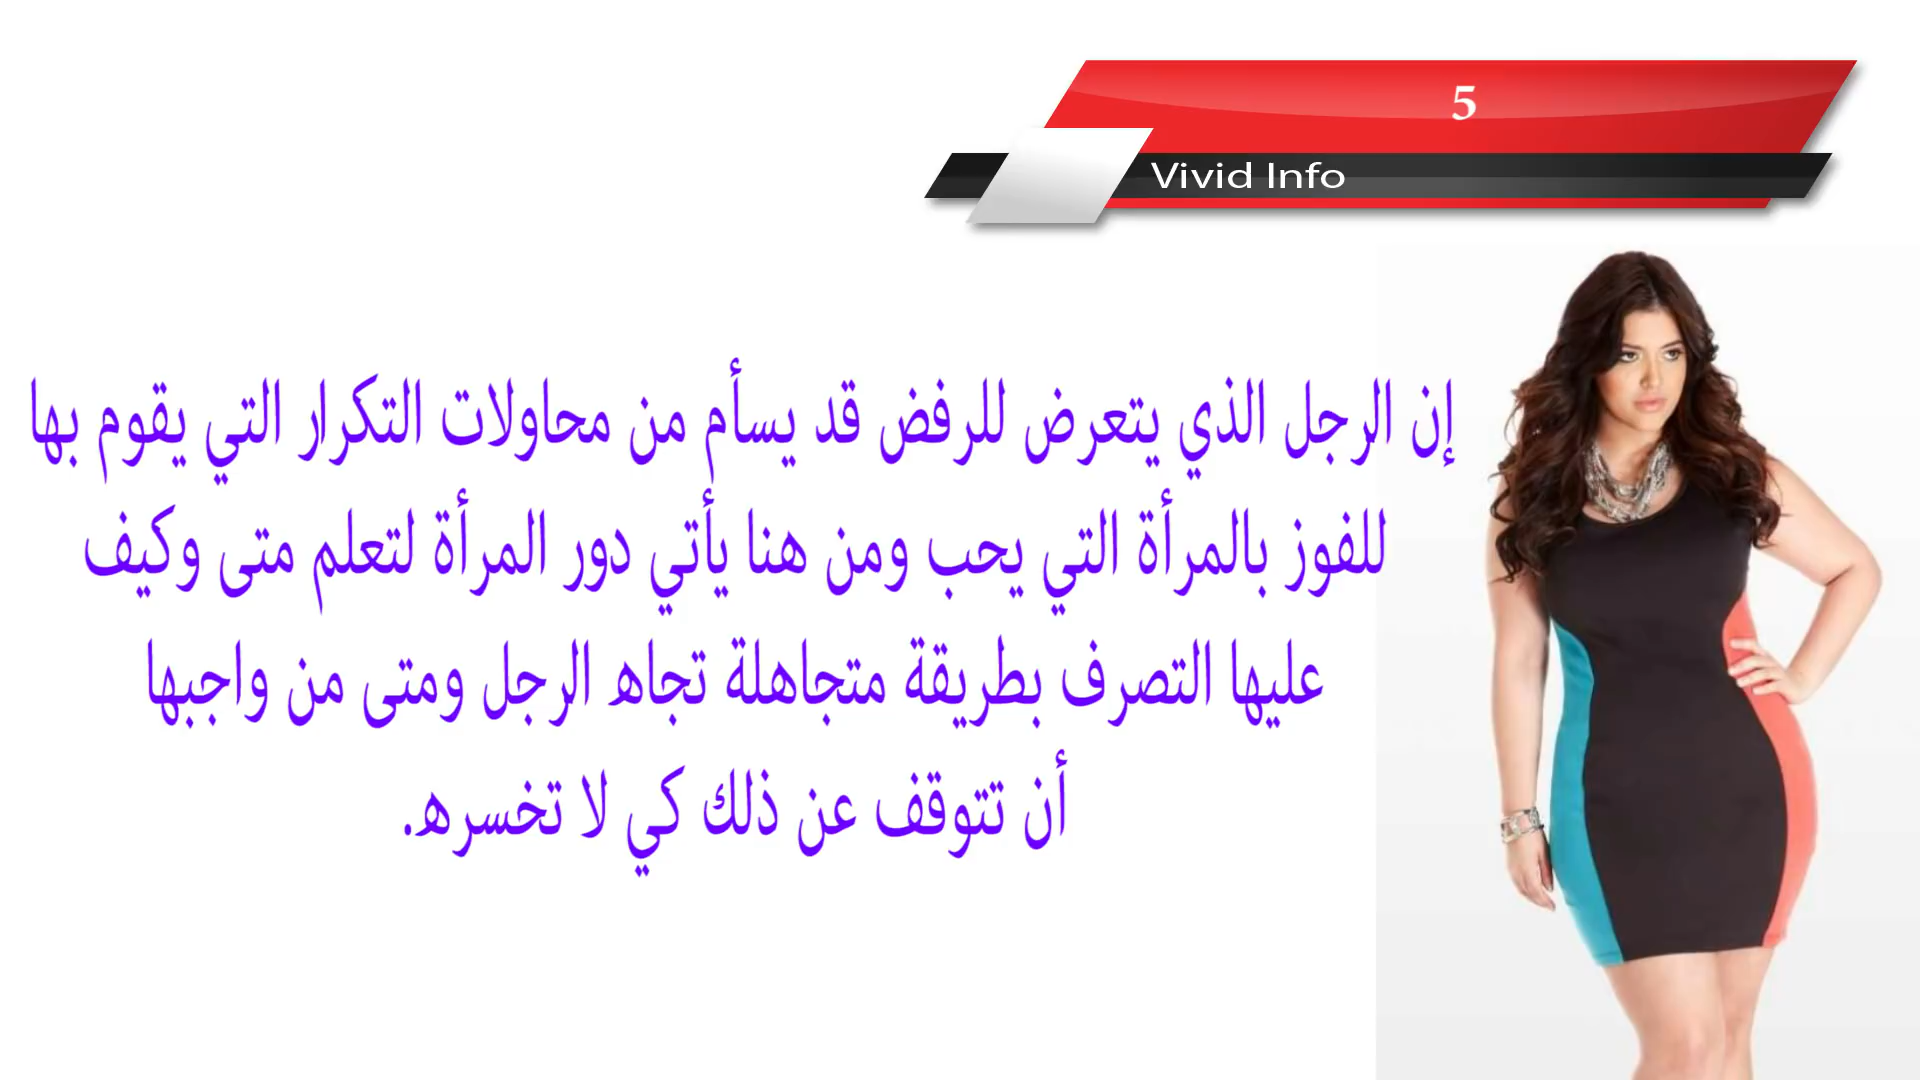 5
Vivid Info
إن الرجل الذي يتعرض للرفض قد يسأم من محاولات التكرار التي يقوم بها
للفوز بالمرأة التي يحب ومن هنا يأتي دور المرأة لتعلم متى وكيف
عليها التصرف بطريقة متجاهلة تجاه الرجل ومتى من واجبها
أن تتوقف عن ذلك كي لا تخسره.